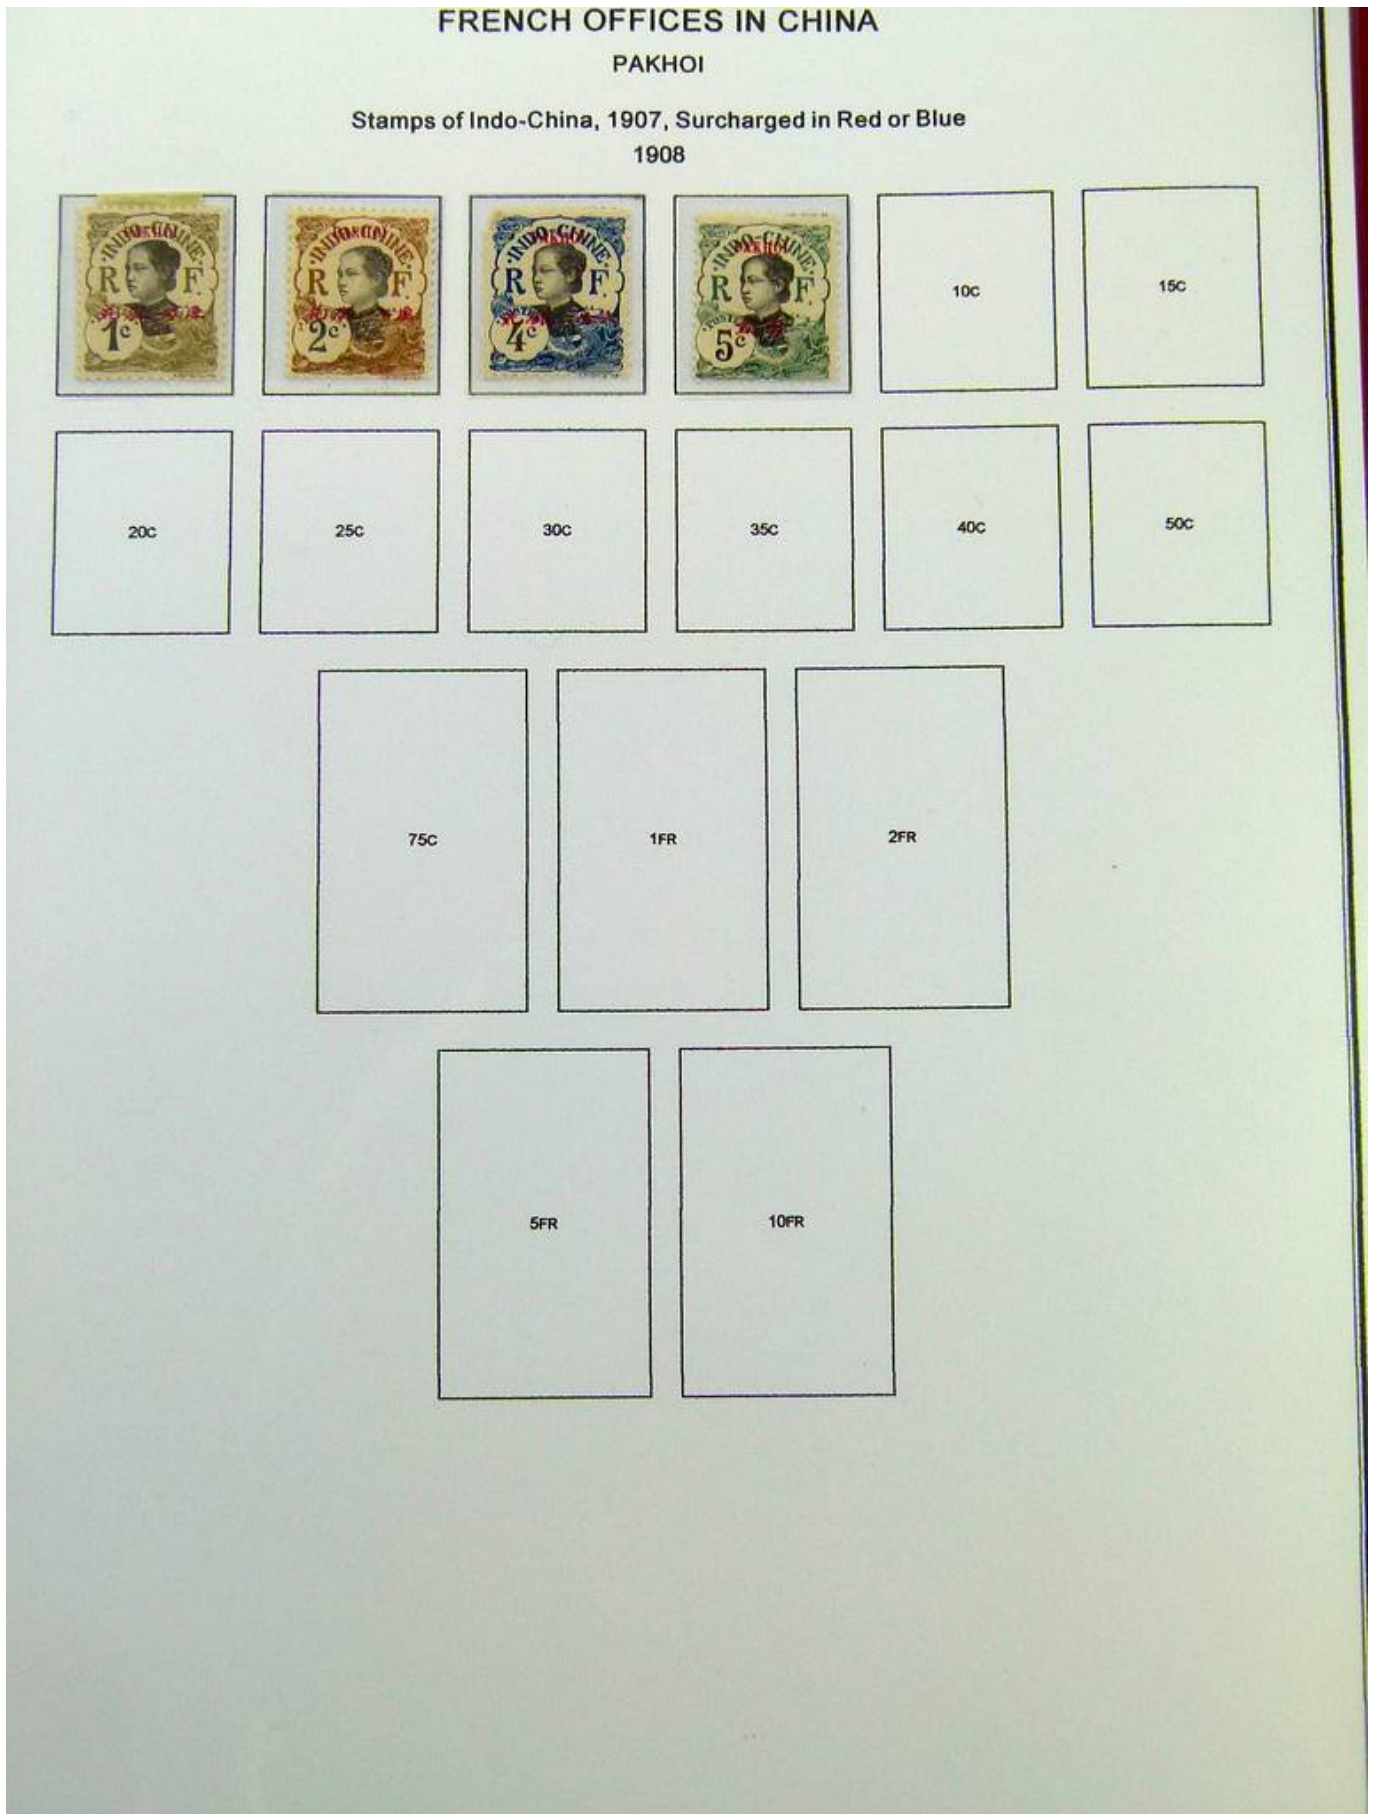 FRENCH OFFICES IN CHINA
PAKHOI
Stamps of Indo-China, 1907, Surcharged in Red or Blue
1908
INDO-CHINE
R F
1c
INDO-CHINE
R F
2c
INDO-CHINE
R F
4c
INDO-CHINE
PAKHOI
R F
5c
10C
15C
20C
25C
30C
35C
40C
50C
75C
1FR
2FR
5FR
10FR